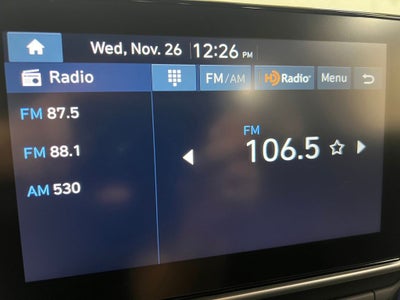 Wed, Nov. 26 12:26 PM
Radio FM/AM HD Radio™ Menu
FM 87.5
FM 88.1
AM 530
FM
106.5